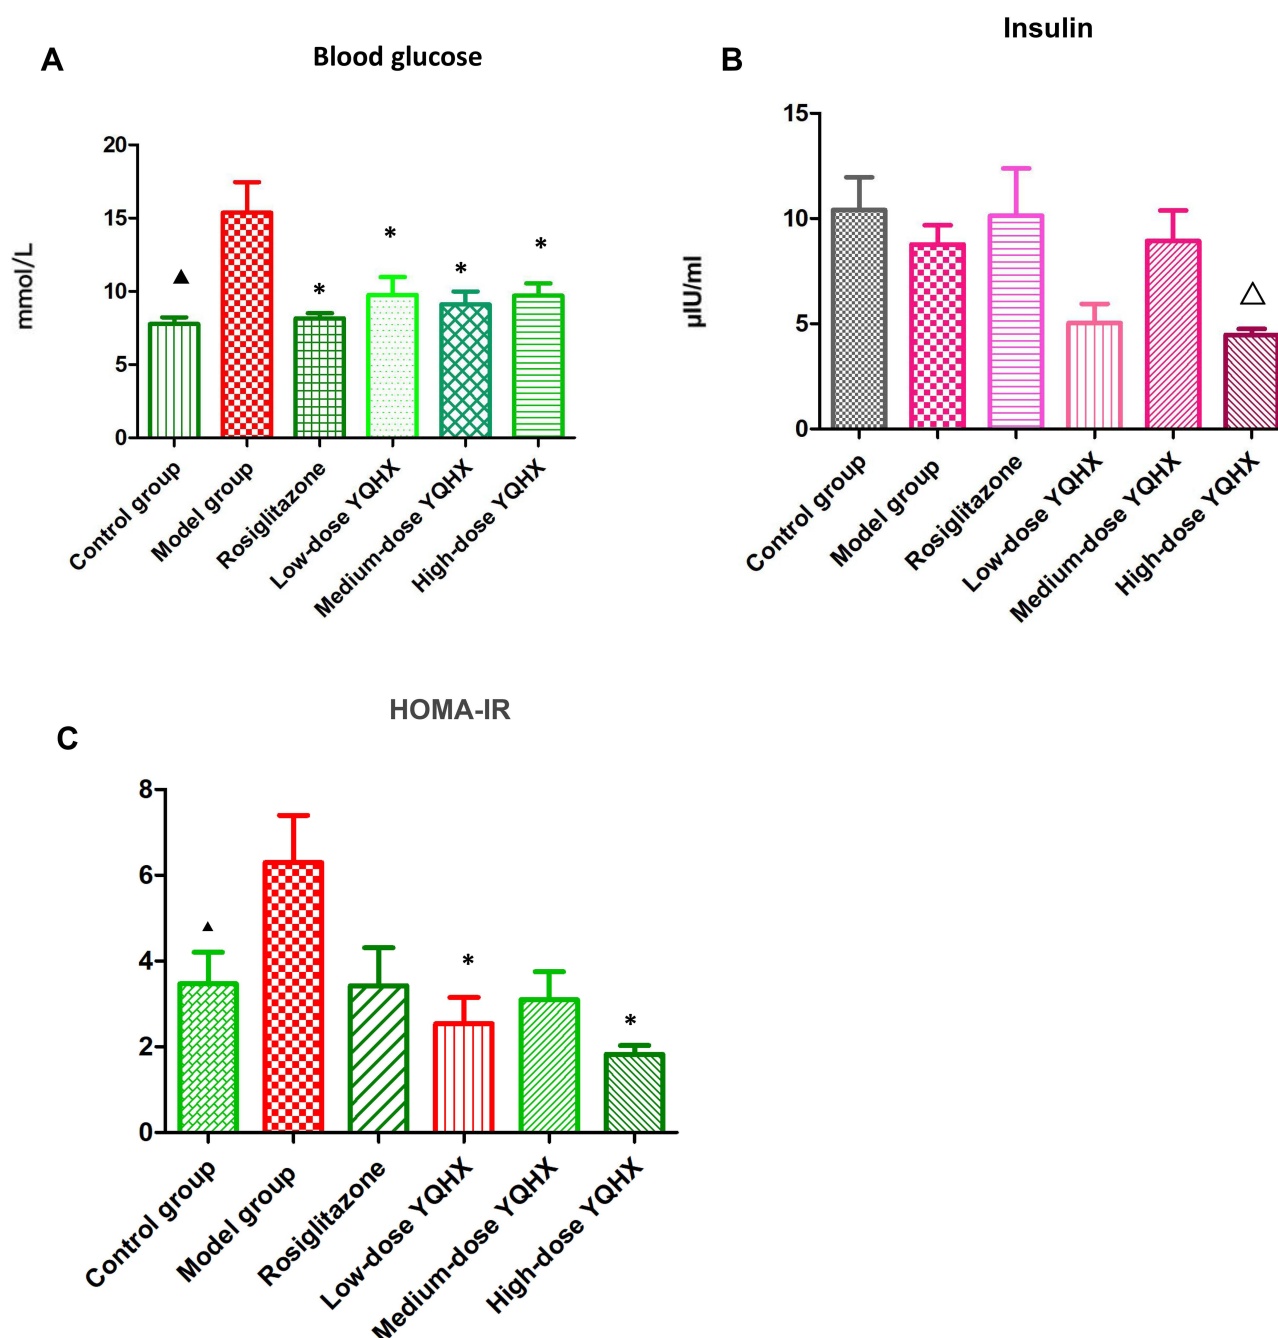 A
Blood glucose
mmol/L
20
15
10
5
0
▲
*
*
*
*
Control group
Model group
Rosiglitazone
Low-dose YQHX
Medium-dose YQHX
High-dose YQHX
B
Insulin
µIU/ml
15
10
5
0
△
Control group
Model group
Rosiglitazone
Low-dose YQHX
Medium-dose YQHX
High-dose YQHX
C
HOMA-IR
8
6
4
2
0
▲
*
*
Control group
Model group
Rosiglitazone
Low-dose YQHX
Medium-dose YQHX
High-dose YQHX